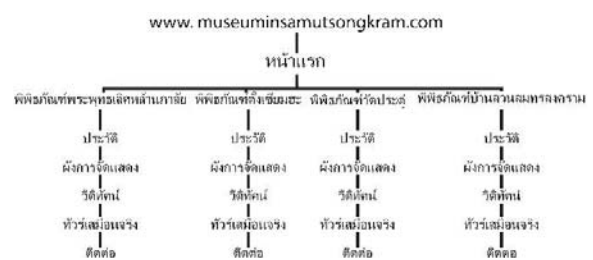 www. museuminsamutsongkram.com
หน้าแรก
พิพิธภัณฑ์พระพุทธเลิศหล้านภาลัย พิพิธภัณฑ์ตั้งเซียมฮะ พิพิธภัณฑ์วัดประดู่ พิพิธภัณฑ์บ้านสวนสมทรสงคราม
ประวัติ ประวัติ ประวัติ ประวัติ
ผังการจัดแสดง ผังการจัดแสดง ผังการจัดแสดง ผังการจัดแสดง
วีดิทัศน์ วีดิทัศน์ วีดิทัศน์ วิดิทัศน์
ทัวร์เสมือนจริง ทัวร์เสมือนจริง ทัวร์เสมือนจริง ทัวร์เสมือนจริง
ติดต่อ ติดต่อ ติดต่อ ติดตอ